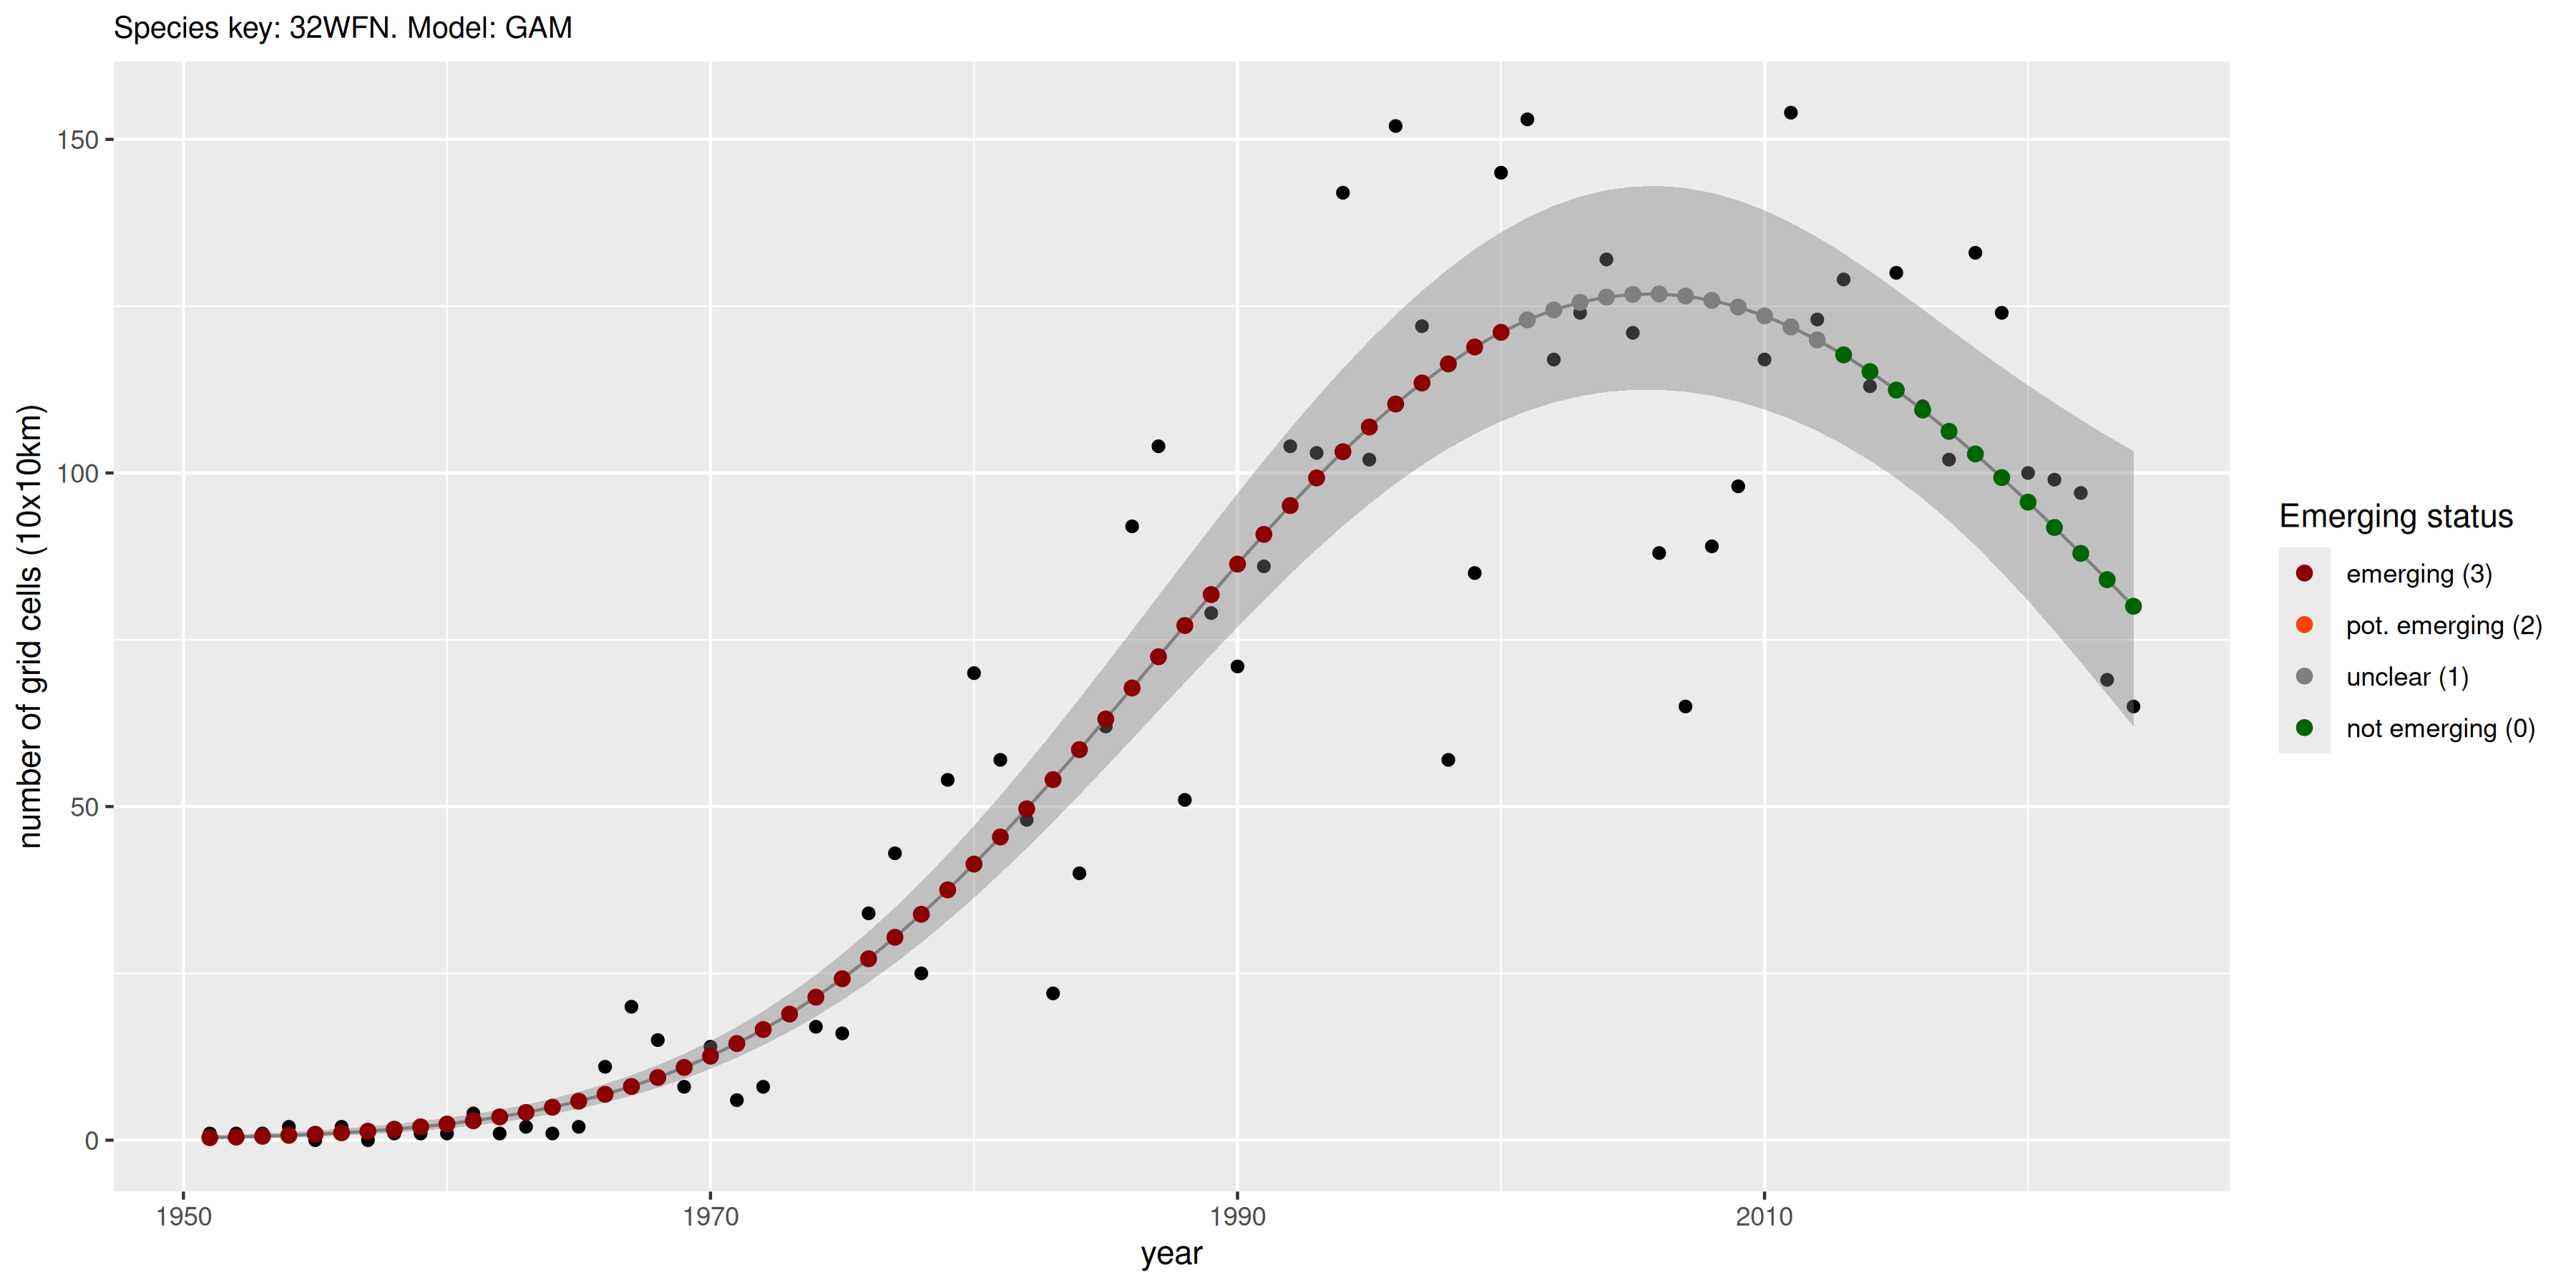 Species key: 32WFN. Model: GAM
number of grid cells (10x10km)
150
100
50
0
1950
1970
1990
2010
year
Emerging status
emerging (3)
pot. emerging (2)
unclear (1)
not emerging (0)